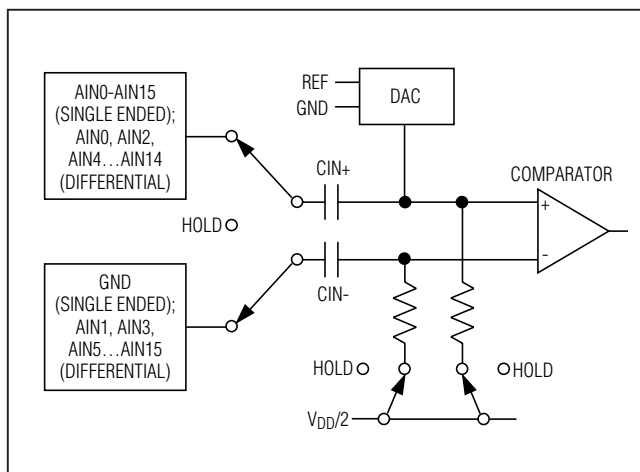 AIN0-AIN15
(SINGLE ENDED);
AIN0, AIN2,
AIN4…AIN14
(DIFFERENTIAL)
REF
GND
DAC
CIN+
COMPARATOR
+
-
HOLD
CIN-
GND
(SINGLE ENDED);
AIN1, AIN3,
AIN5…AIN15
(DIFFERENTIAL)
HOLD
HOLD
VDD/2